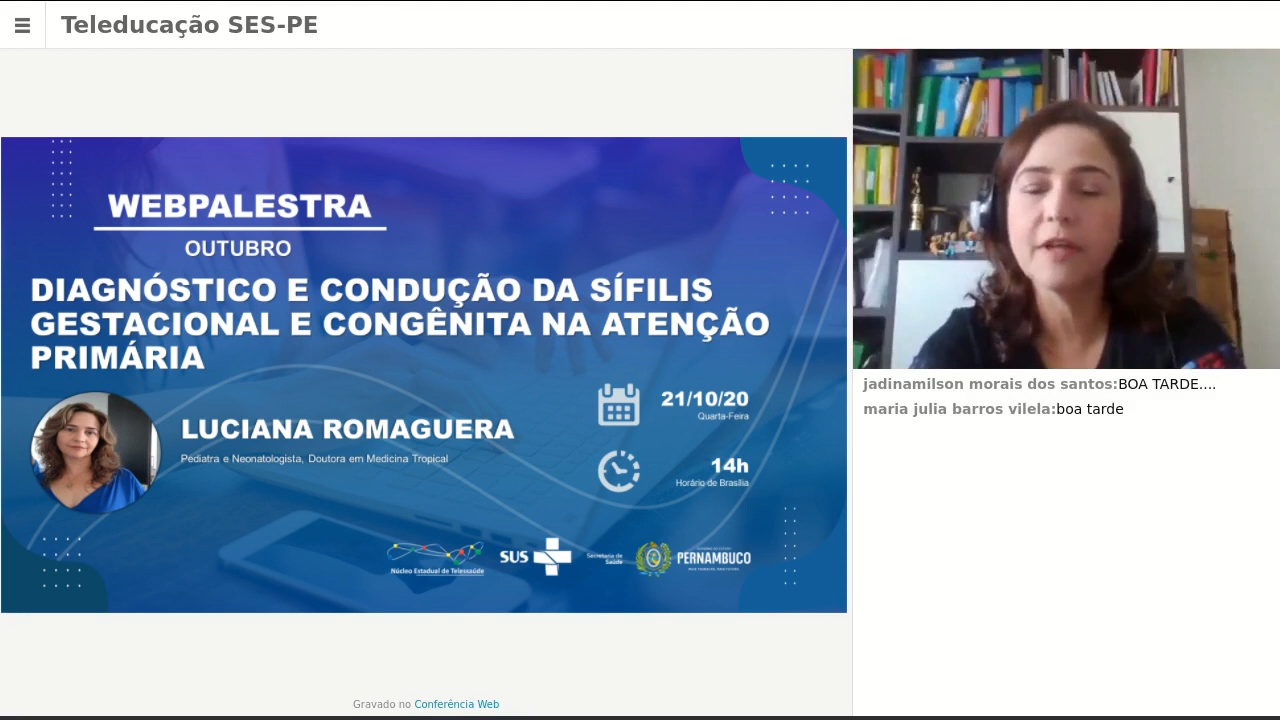 Teleducação SES-PE
WEBPALESTRA
OUTUBRO
DIAGNÓSTICO E CONDUÇÃO DA SÍFILIS
GESTACIONAL E CONGÊNITA NA ATENÇÃO
PRIMÁRIA
LUCIANA ROMAGUERA
Pediatra e Neonatologista, Doutora em Medicina Tropical
21/10/20
Quarta-Feira
14h
Horário de Brasília
Núcleo Estadual de Telessaúde
SUS
Secretaria de
Saúde
PERNAMBUCO
jadinamilson morais dos santos:BOA TARDE....
maria julia barros vilela:boa tarde
Gravado no Conferência Web